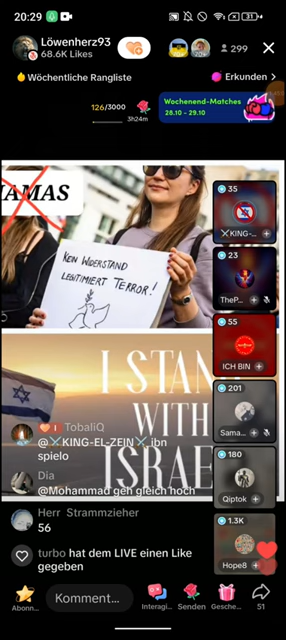 20:29
31
Löwenherz93
68.6K Likes
299
Wöchentliche Rangliste
Erkunden
126/3000
3h24m
Wochenend-Matches
28.10 - 29.10
AMAS
KEIN WIDERSTAND
LEGITIMIERT TERROR!
I STAN
WITH
ISRAE
35
⚔KING-...
23
TheP...
55
ICH BIN
201
Sama...
180
Qiptok
1.3K
Hope8
TobaliQ
@⚔KING-EL-ZEIN⚔ ibn
spielo
Dia
@Mohammad geh gleich hoch
Herr Strammzieher
56
turbo hat dem LIVE einen Like
gegeben
Abonn...
Kommentar...
Interagi...
Senden
Gesche...
51